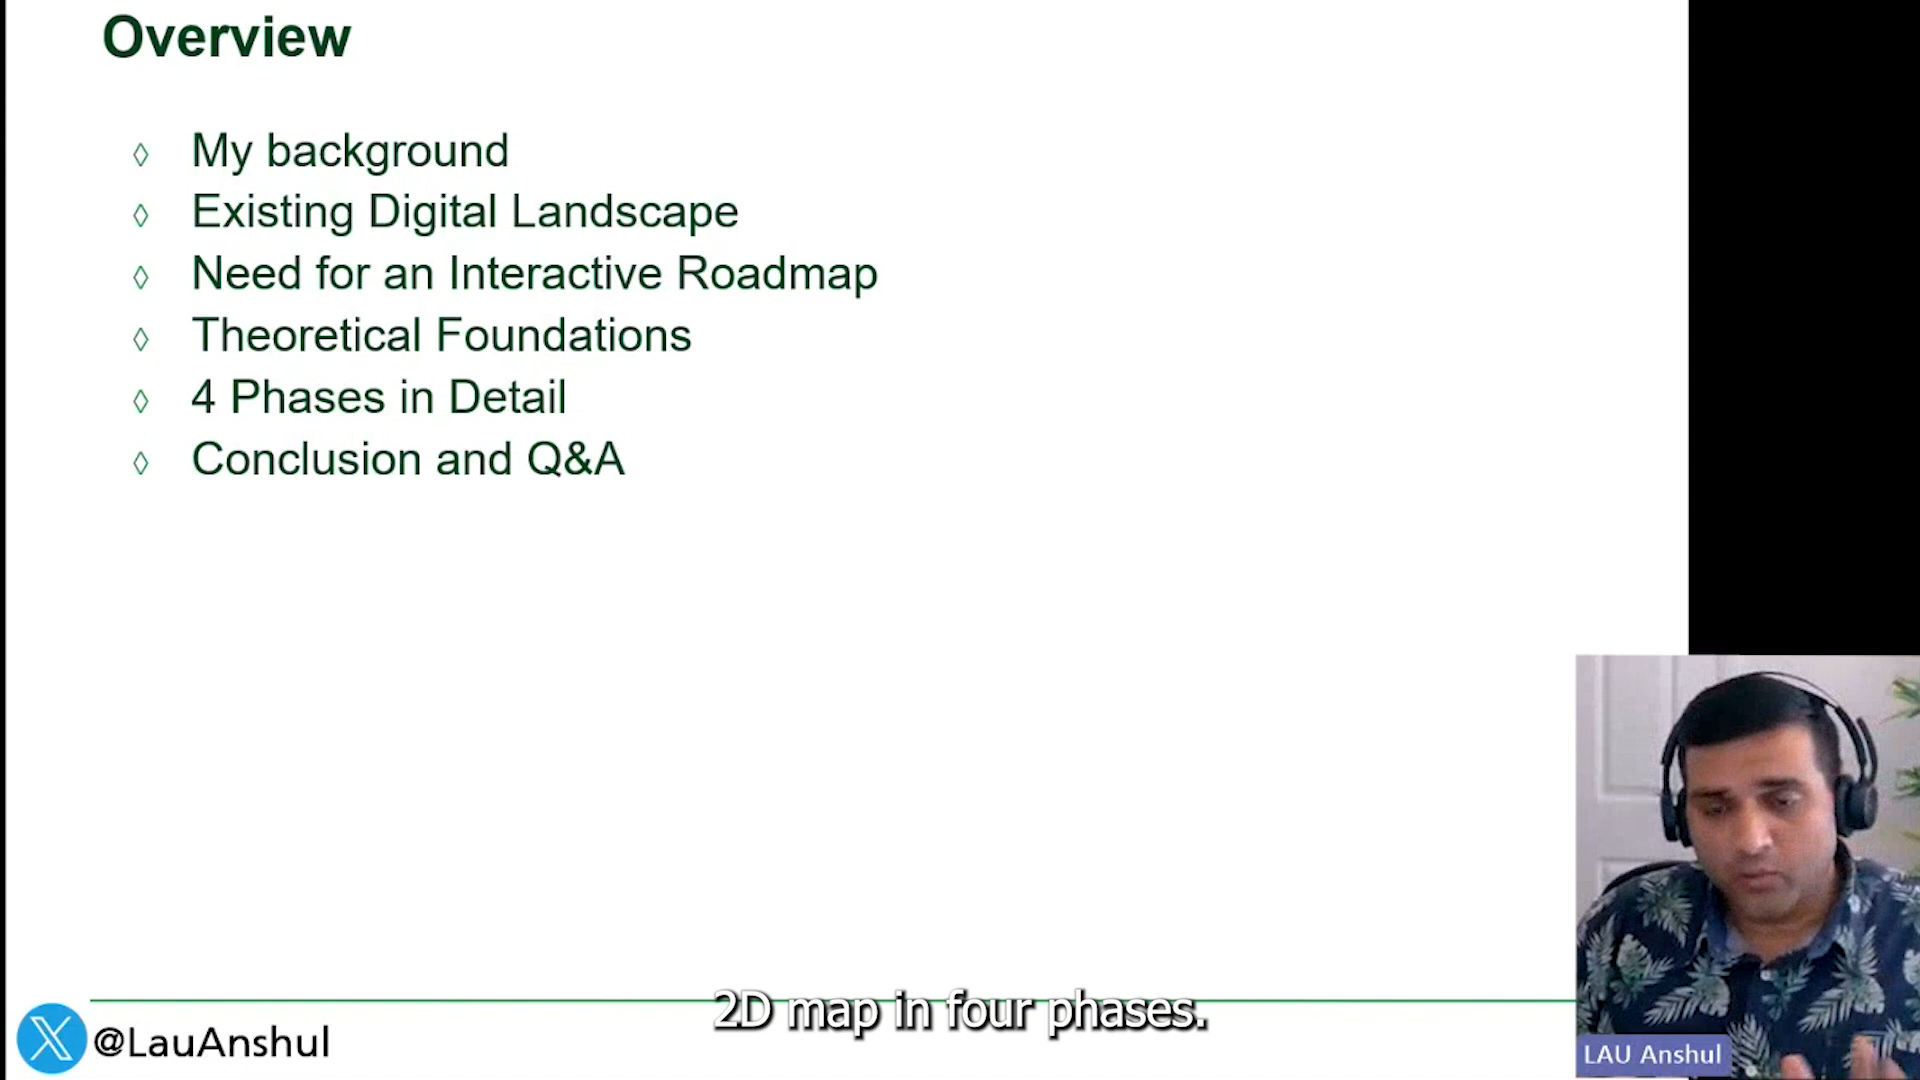 Overview
My background
Existing Digital Landscape
Need for an Interactive Roadmap
Theoretical Foundations
4 Phases in Detail
Conclusion and Q&A
2D map in four phases.
@LauAnshul
LAU Anshul